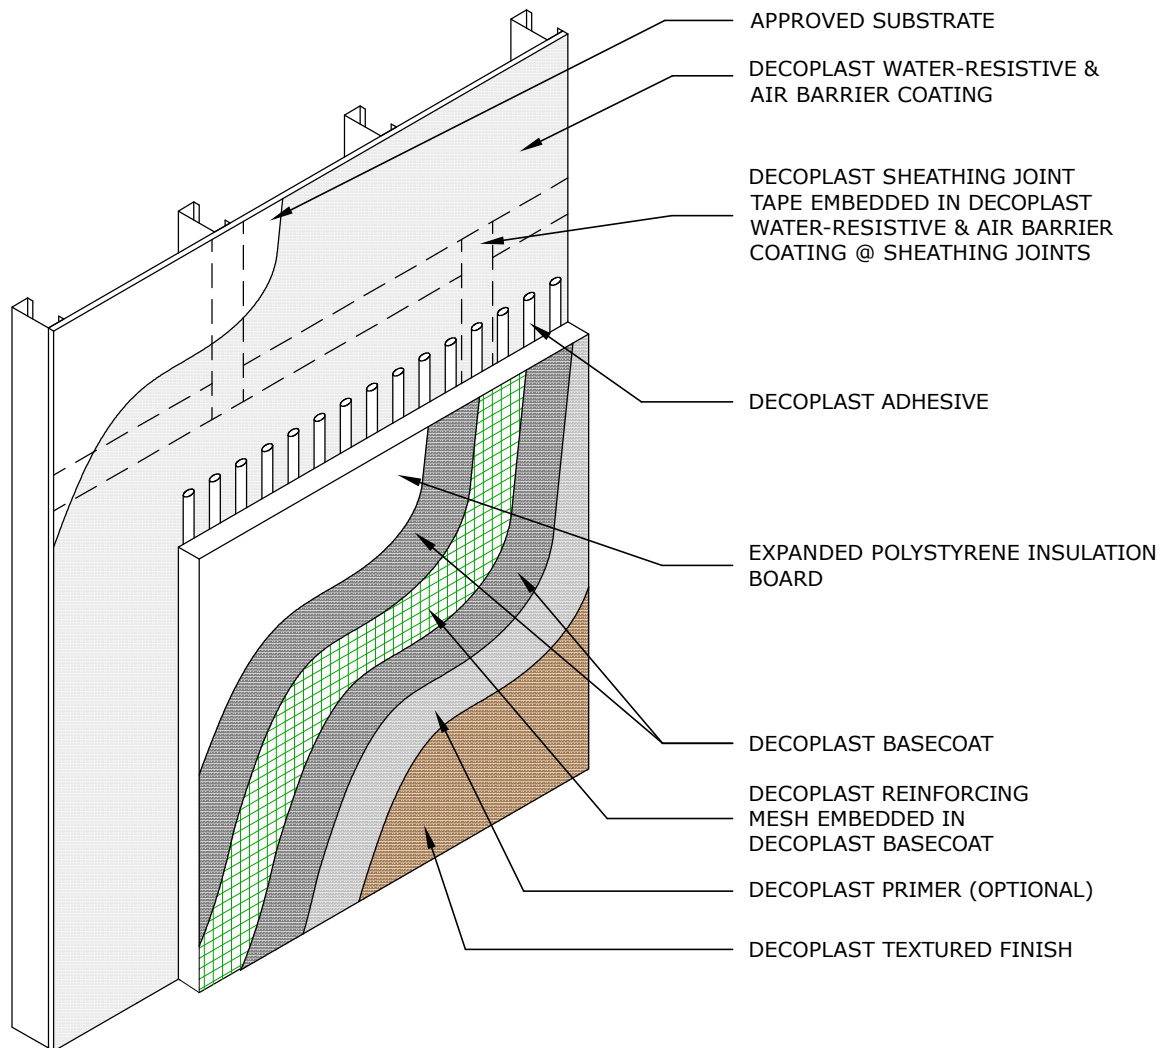 APPROVED SUBSTRATE
DECOPLAST WATER-RESISTIVE &
AIR BARRIER COATING
DECOPLAST SHEATHING JOINT
TAPE EMBEDDED IN DECOPLAST
WATER-RESISTIVE & AIR BARRIER
COATING @ SHEATHING JOINTS
DECOPLAST ADHESIVE
EXPANDED POLYSTYRENE INSULATION
BOARD
DECOPLAST BASECOAT
DECOPLAST REINFORCING
MESH EMBEDDED IN
DECOPLAST BASECOAT
DECOPLAST PRIMER (OPTIONAL)
DECOPLAST TEXTURED FINISH